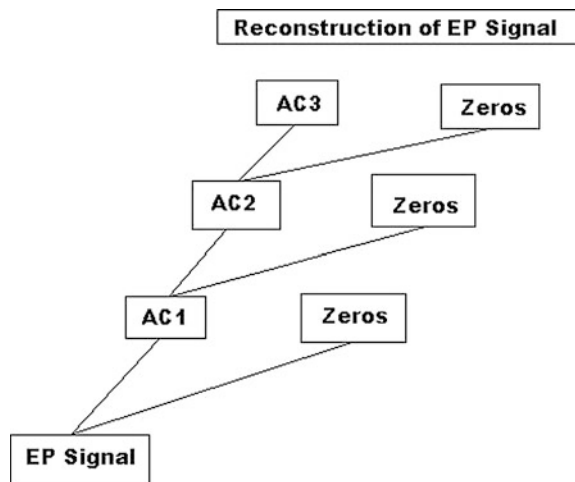 Reconstruction of EP Signal
AC3
Zeros
AC2
Zeros
AC1
Zeros
EP Signal